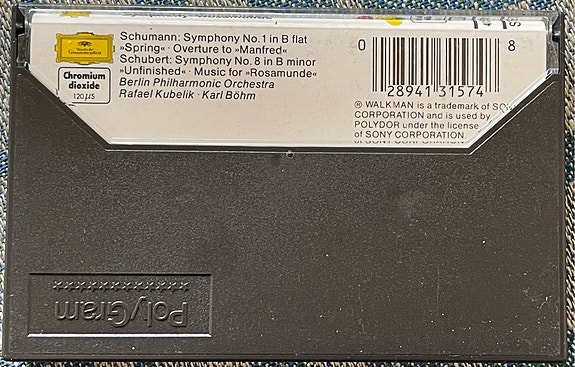 Deutsche
Grammophon
Schumann: Symphony No. 1 in B flat
»Spring« · Overture to »Manfred«
Schubert: Symphony No. 8 in B minor
»Unfinished« · Music for »Rosamunde«
Berlin Philharmonic Orchestra
Rafael Kubelik · Karl Böhm
Chromium
dioxide
120 µS
0 28941 31574 8
® WALKMAN is a trademark of SONY
CORPORATION and is used by
POLYDOR under the license
of SONY CORPORATION.
PolyGram